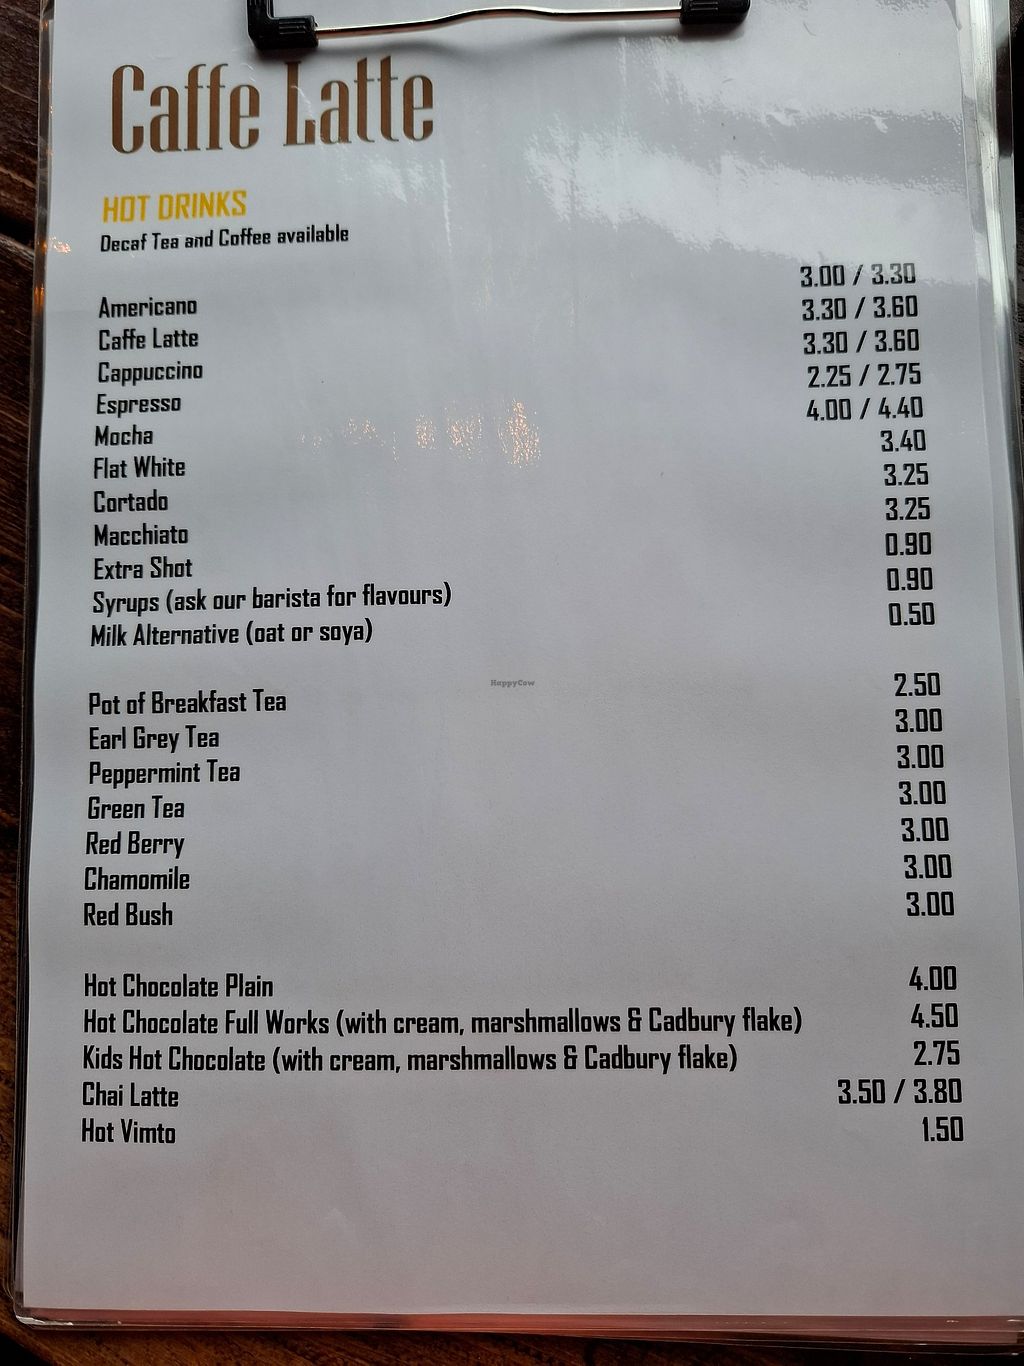 Caffe Latte
HOT DRINKS
Decaf Tea and Coffee available
Americano 3.00 / 3.30
Caffe Latte 3.30 / 3.60
Cappuccino 3.30 / 3.60
Espresso 2.25 / 2.75
Mocha 4.00 / 4.40
Flat White 3.40
Cortado 3.25
Macchiato 3.25
Extra Shot 0.90
Syrups (ask our barista for flavours) 0.90
Milk Alternative (oat or soya) 0.50
HappyCow
Pot of Breakfast Tea 2.50
Earl Grey Tea 3.00
Peppermint Tea 3.00
Green Tea 3.00
Red Berry 3.00
Chamomile 3.00
Red Bush 3.00
Hot Chocolate Plain 4.00
Hot Chocolate Full Works (with cream, marshmallows & Cadbury flake) 4.50
Kids Hot Chocolate (with cream, marshmallows & Cadbury flake) 2.75
Chai Latte 3.50 / 3.80
Hot Vimto 1.50